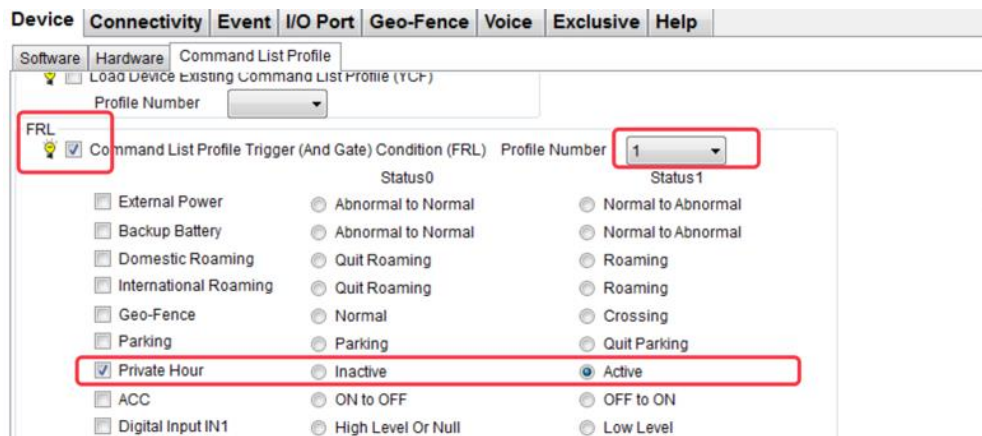 Device Connectivity Event I/O Port Geo-Fence Voice Exclusive Help
Software Hardware Command List Profile
Load Device Existing Command List Profile (YCF)
Profile Number
FRL
Command List Profile Trigger (And Gate) Condition (FRL) Profile Number 1
Status0 Status1
External Power Abnormal to Normal Normal to Abnormal
Backup Battery Abnormal to Normal Normal to Abnormal
Domestic Roaming Quit Roaming Roaming
International Roaming Quit Roaming Roaming
Geo-Fence Normal Crossing
Parking Parking Quit Parking
Private Hour Inactive Active
ACC ON to OFF OFF to ON
Digital Input IN1 High Level Or Null Low Level